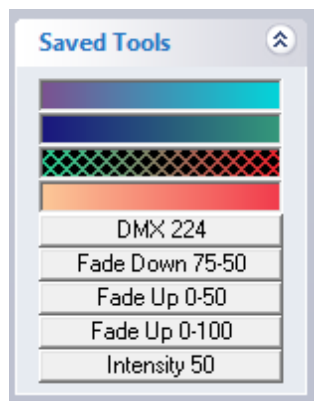 Saved Tools
DMX 224
Fade Down 75-50
Fade Up 0-50
Fade Up 0-100
Intensity 50